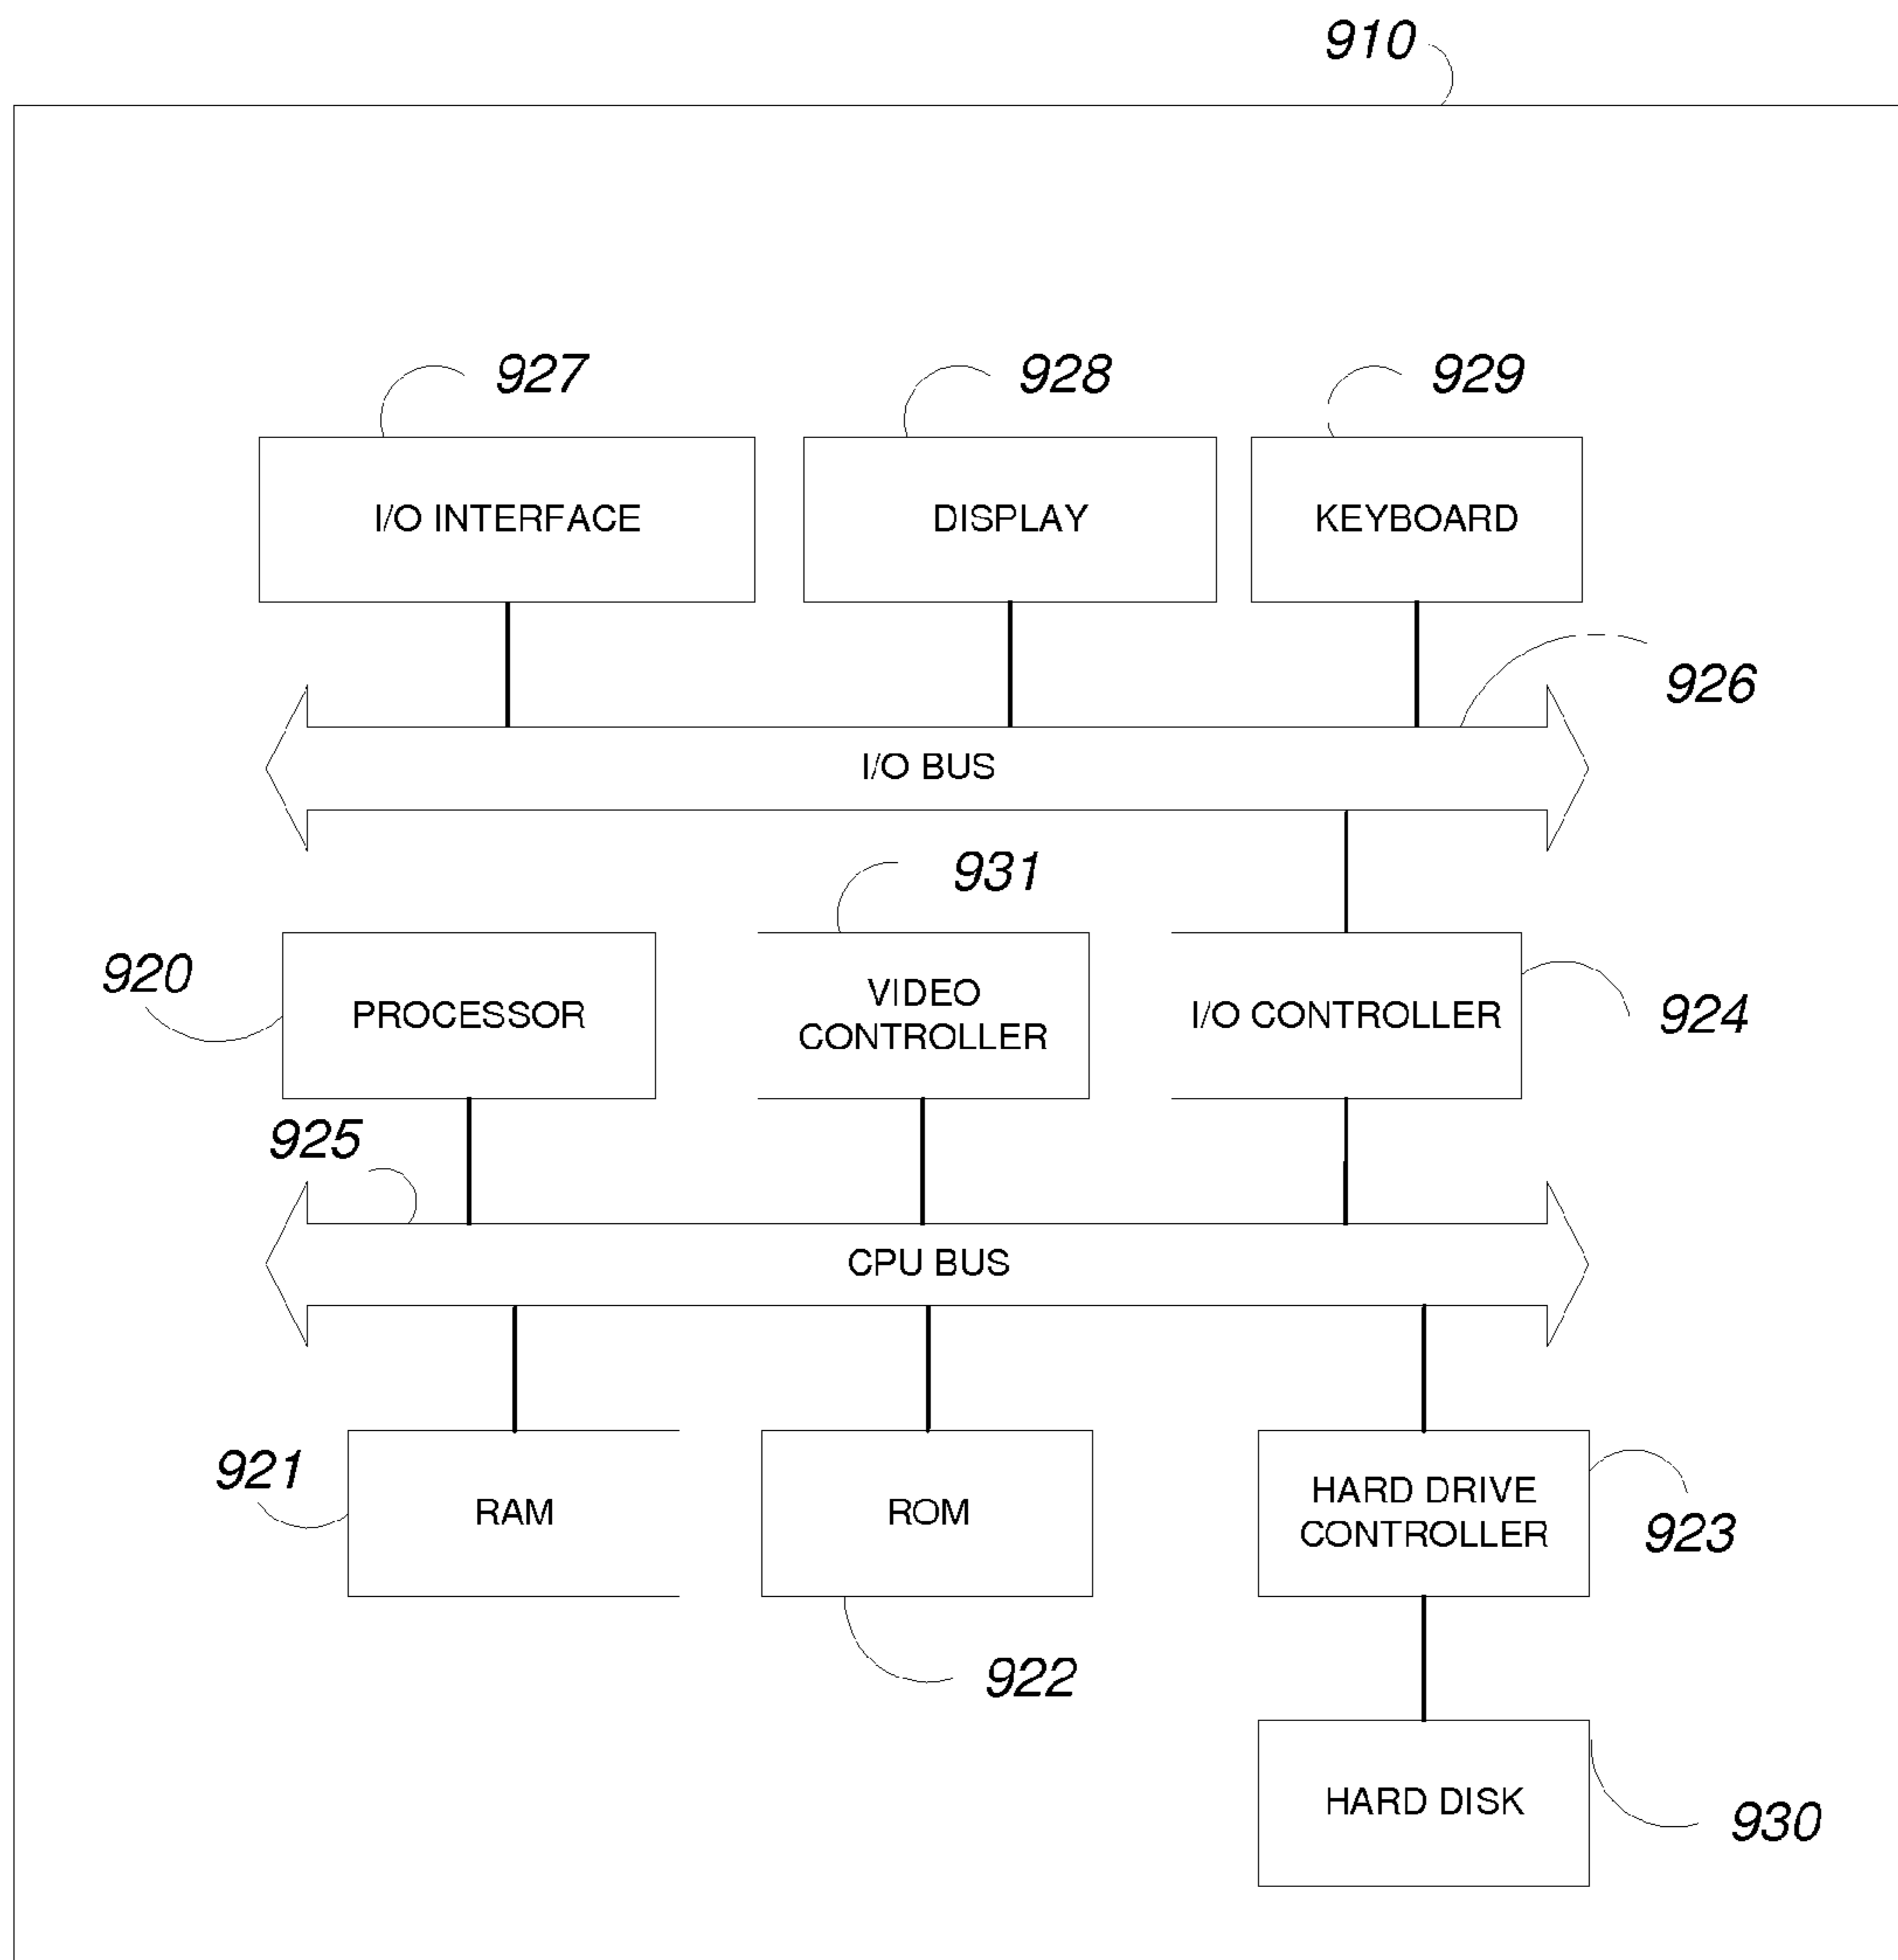 910
927
928
929
I/O INTERFACE
DISPLAY
KEYBOARD
926
I/O BUS
931
920
PROCESSOR
VIDEO
CONTROLLER
I/O CONTROLLER
924
925
CPU BUS
921
RAM
ROM
HARD DRIVE
CONTROLLER
923
922
HARD DISK
930